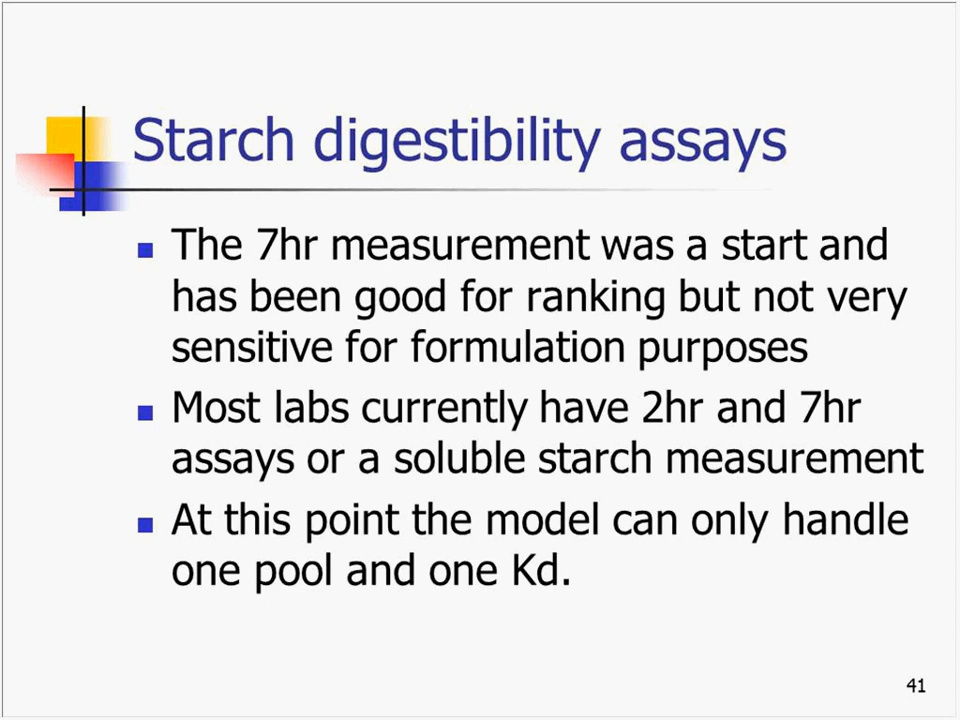 Starch digestibility assays
The 7hr measurement was a start and
has been good for ranking but not very
sensitive for formulation purposes
Most labs currently have 2hr and 7hr
assays or a soluble starch measurement
At this point the model can only handle
one pool and one Kd.
41